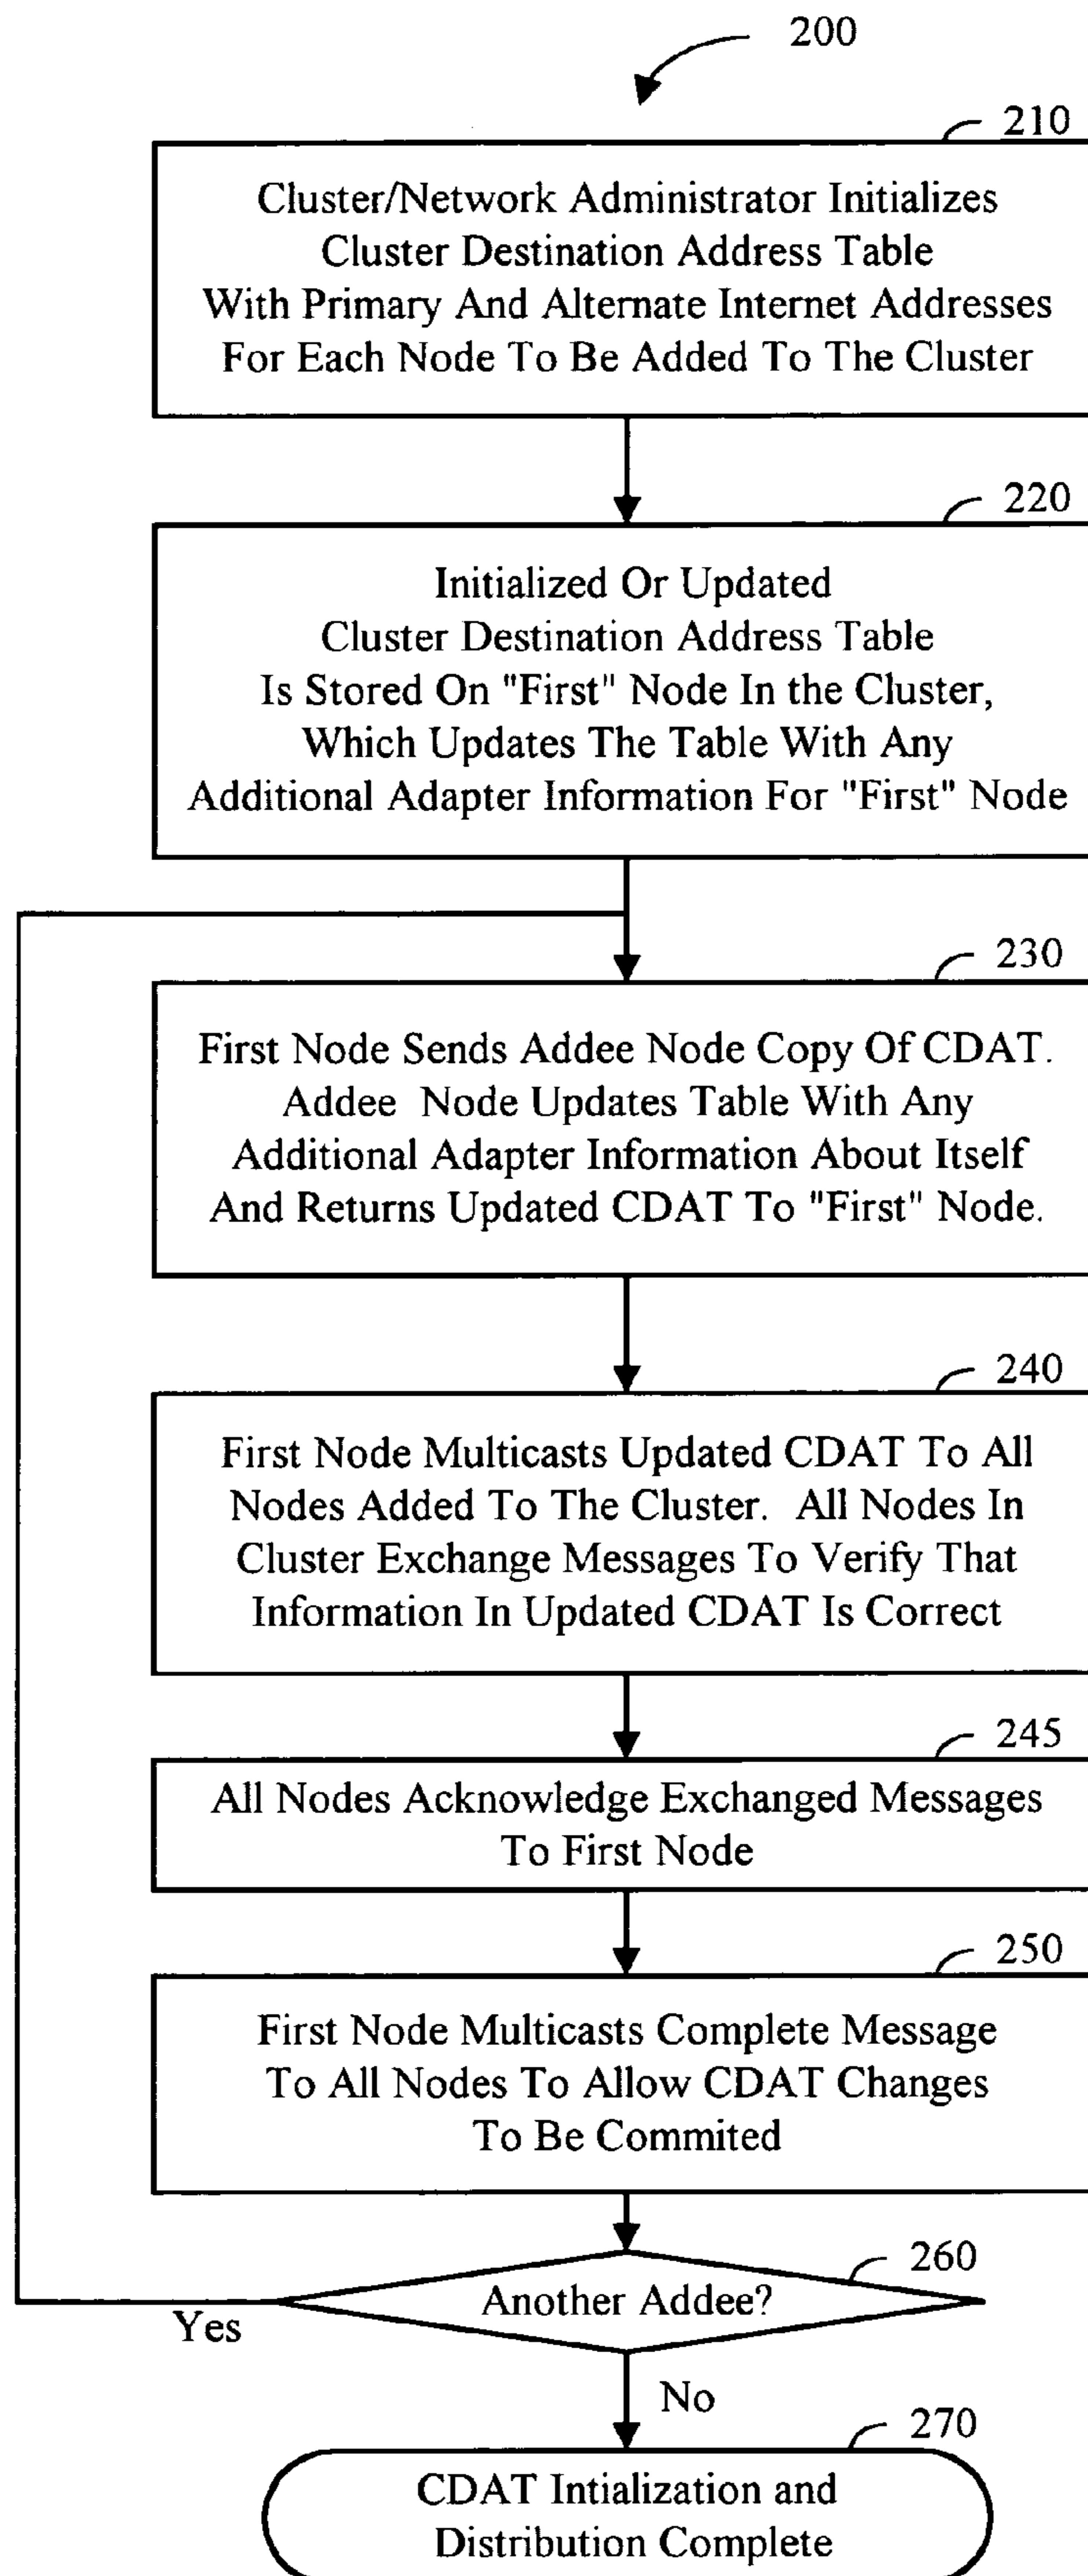 200
210
Cluster/Network Administrator Initializes
Cluster Destination Address Table
With Primary And Alternate Internet Addresses
For Each Node To Be Added To The Cluster
220
Initialized Or Updated
Cluster Destination Address Table
Is Stored On "First" Node In the Cluster,
Which Updates The Table With Any
Additional Adapter Information For "First" Node
230
First Node Sends Addee Node Copy Of CDAT.
Addee Node Updates Table With Any
Additional Adapter Information About Itself
And Returns Updated CDAT To "First" Node.
240
First Node Multicasts Updated CDAT To All
Nodes Added To The Cluster. All Nodes In
Cluster Exchange Messages To Verify That
Information In Updated CDAT Is Correct
245
All Nodes Acknowledge Exchanged Messages
To First Node
250
First Node Multicasts Complete Message
To All Nodes To Allow CDAT Changes
To Be Commited
260
Another Addee?
Yes
No
270
CDAT Intialization and
Distribution Complete